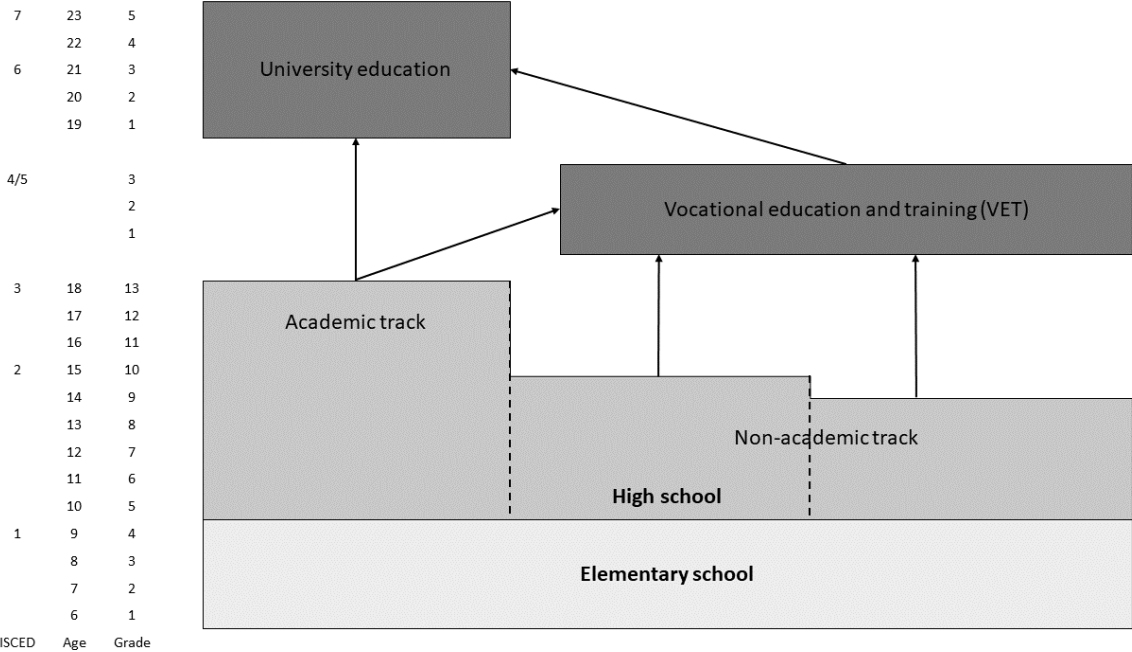 7 23 5
22 4
6 21 3
University education
20 2
19 1
4/5 3
2
Vocational education and training (VET)
1
3 18 13
17 12
Academic track
16 11
2 15 10
14 9
13 8
Non-academic track
12 7
11 6
High school
10 5
1 9 4
8 3
Elementary school
7 2
6 1
ISCED Age Grade